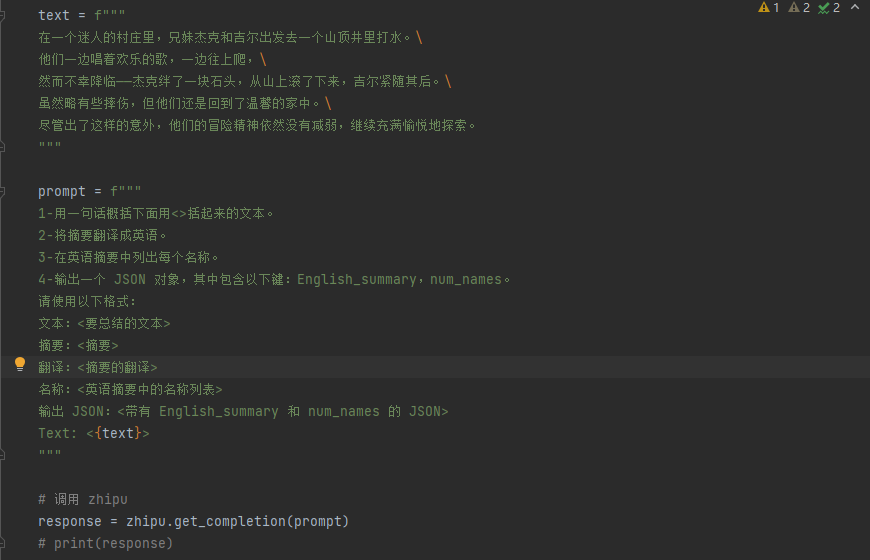 1 2 2
text = f"""
在一个迷人的村庄里，兄妹杰克和吉尔出发去一个山顶井里打水。\
他们一边唱着欢乐的歌，一边往上爬，\
然而不幸降临——杰克绊了一块石头，从山上滚了下来，吉尔紧随其后。\
虽然略有些摔伤，但他们还是回到了温馨的家中。\
尽管出了这样的意外，他们的冒险精神依然没有减弱，继续充满愉悦地探索。
"""
prompt = f"""
1-用一句话概括下面用<>括起来的文本。
2-将摘要翻译成英语。
3-在英语摘要中列出每个名称。
4-输出一个 JSON 对象，其中包含以下键：English_summary，num_names。
请使用以下格式：
文本：<要总结的文本>
摘要：<摘要>
翻译：<摘要的翻译>
名称：<英语摘要中的名称列表>
输出 JSON：<带有 English_summary 和 num_names 的 JSON>
Text: <{text}>
"""
# 调用 zhipu
response = zhipu.get_completion(prompt)
# print(response)